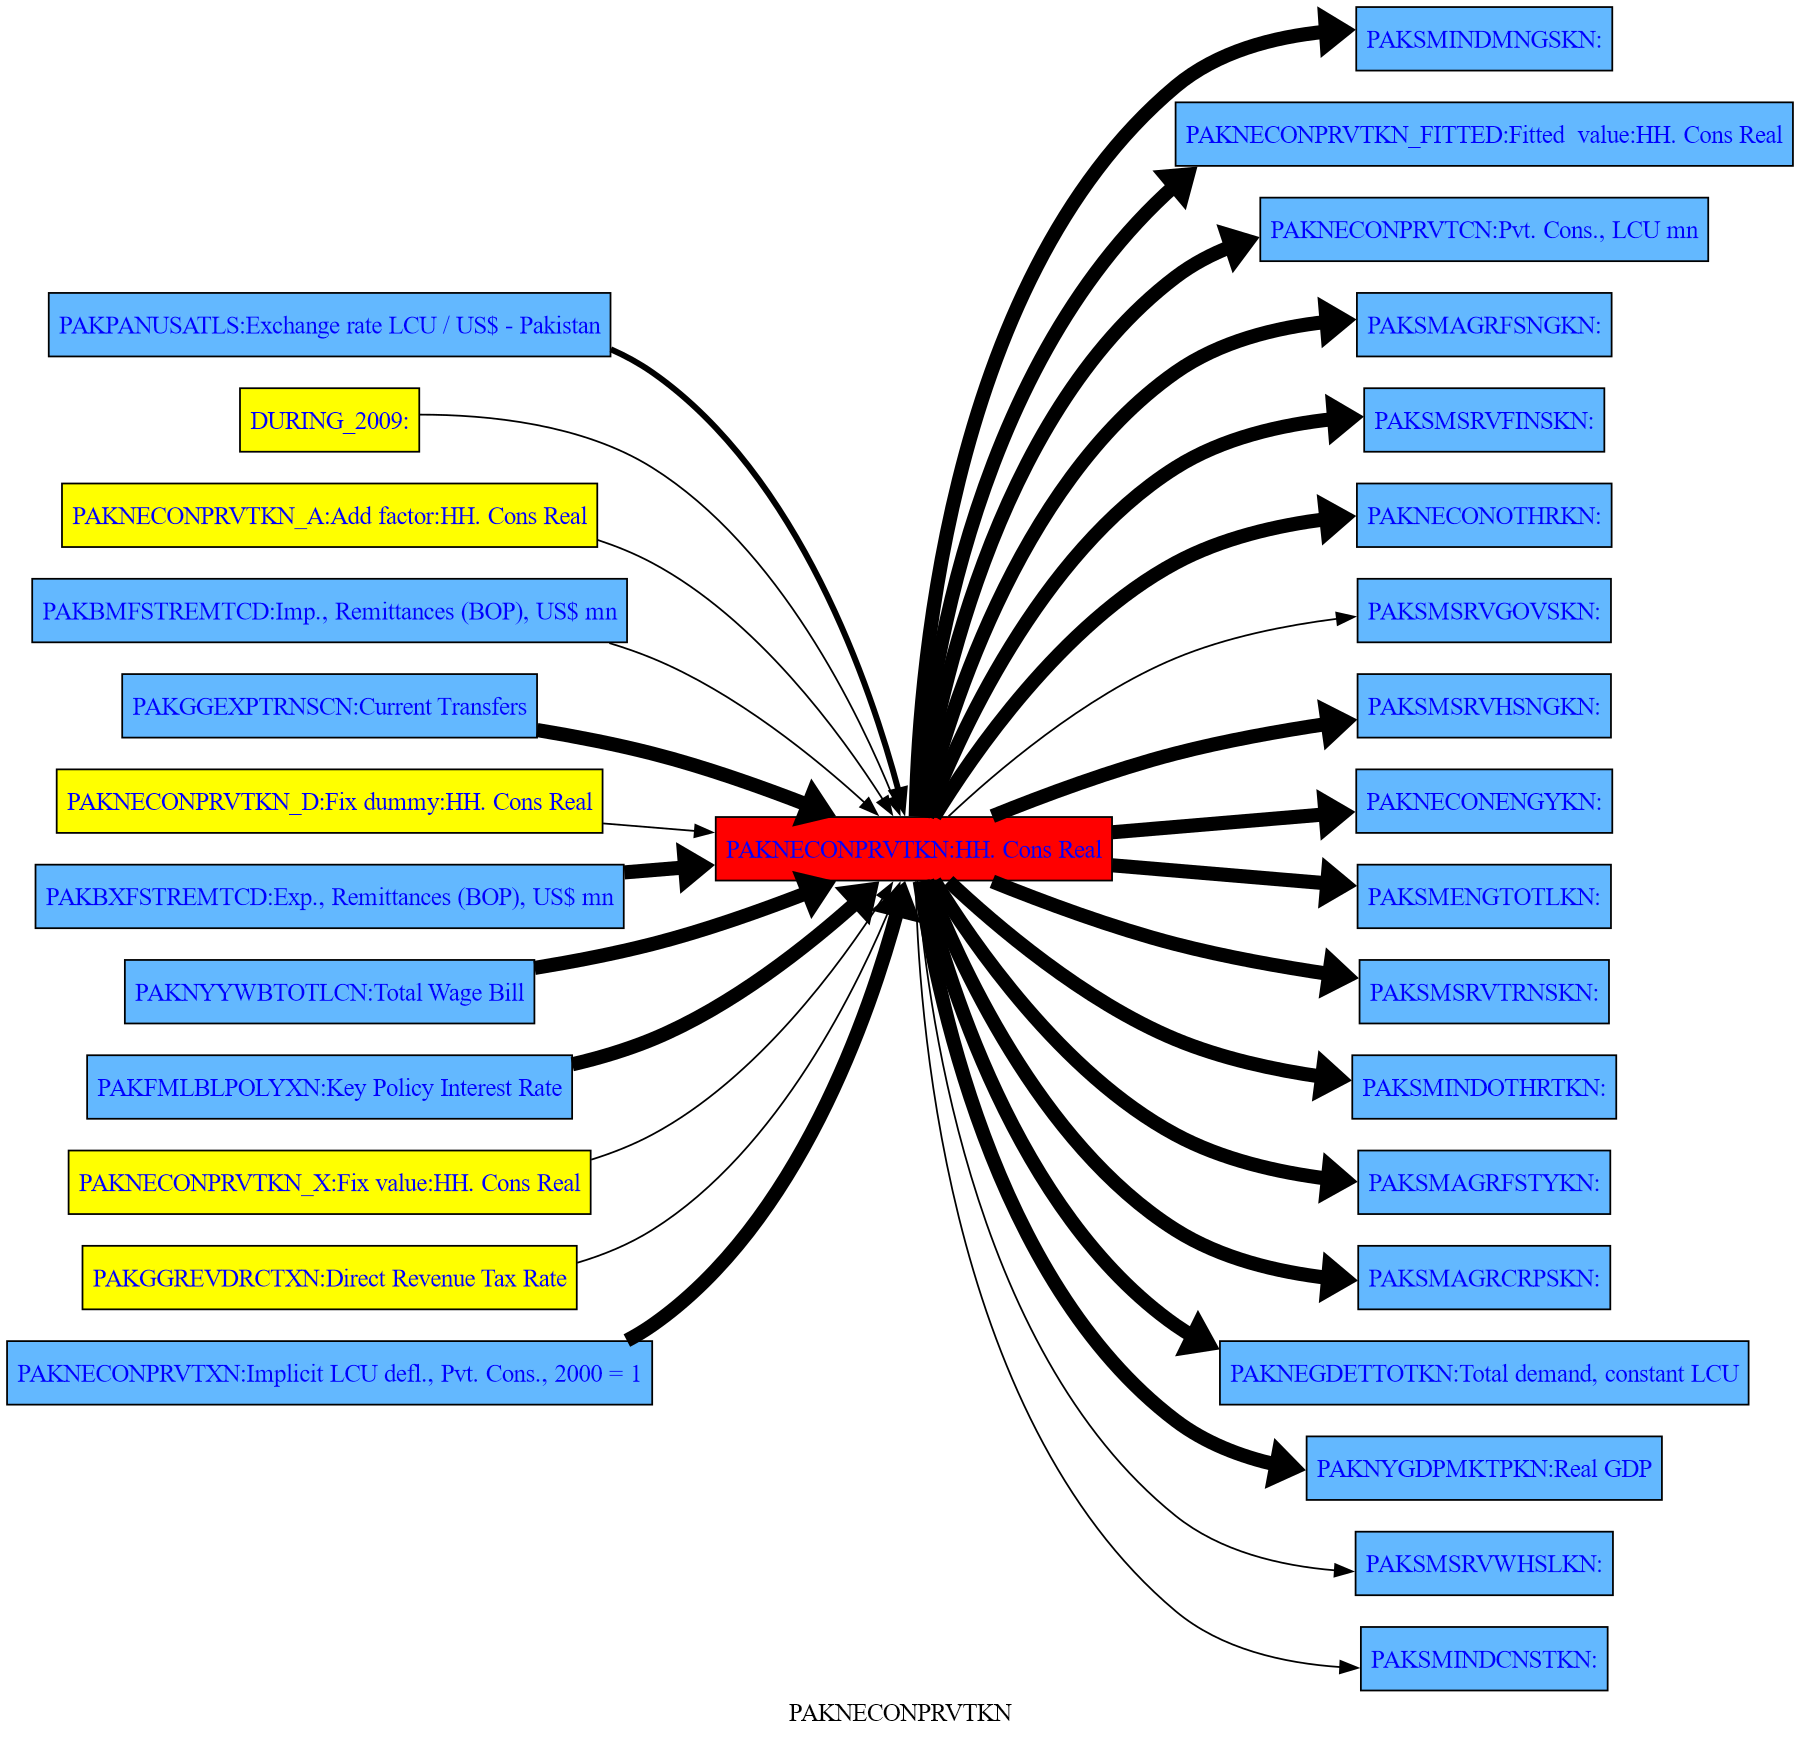 PAKSMINDMNGSKN:
PAKNECONPRVTKN_FITTED:Fitted  value:HH. Cons Real
PAKNECONPRVTCN:Pvt. Cons., LCU mn
PAKPANUSATLS:Exchange rate LCU / US$ - Pakistan
PAKSMAGRFSNGKN:
DURING_2009:
PAKSMSRVFINSKN:
PAKNECONPRVTKN_A:Add factor:HH. Cons Real
PAKNECONOTHRKN:
PAKBMFSTREMTCD:Imp., Remittances (BOP), US$ mn
PAKSMSRVGOVSKN:
PAKGGEXPTRNSCN:Current Transfers
PAKSMSRVHSNGKN:
PAKNECONPRVTKN_D:Fix dummy:HH. Cons Real
PAKNECONENGYKN:
PAKNECONPRVTKN:HH. Cons Real
PAKBXFSTREMTCD:Exp., Remittances (BOP), US$ mn
PAKSMENGTOTLKN:
PAKNYYWBTOTLCN:Total Wage Bill
PAKSMSRVTRNSKN:
PAKFMLBLPOLYXN:Key Policy Interest Rate
PAKSMINDOTHRTKN:
PAKNECONPRVTKN_X:Fix value:HH. Cons Real
PAKSMAGRFSTYKN:
PAKGGREVDRCTXN:Direct Revenue Tax Rate
PAKSMAGRCRPSKN:
PAKNECONPRVTXN:Implicit LCU defl., Pvt. Cons., 2000 = 1
PAKNEGDETTOTKN:Total demand, constant LCU
PAKNYGDPMKTPKN:Real GDP
PAKSMSRVWHSLKN:
PAKSMINDCNSTKN:
PAKNECONPRVTKN